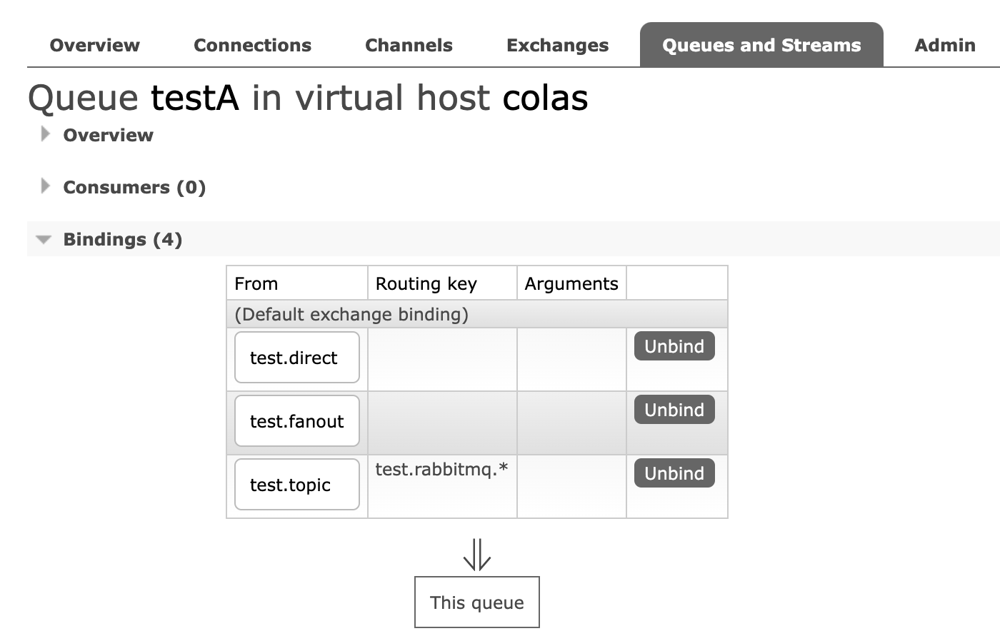 Overview Connections Channels Exchanges Queues and Streams Admin
Queue testA in virtual host colas
Overview
Consumers (0)
Bindings (4)
From Routing key Arguments
(Default exchange binding)
test.direct Unbind
test.fanout Unbind
test.topic test.rabbitmq.* Unbind
This queue